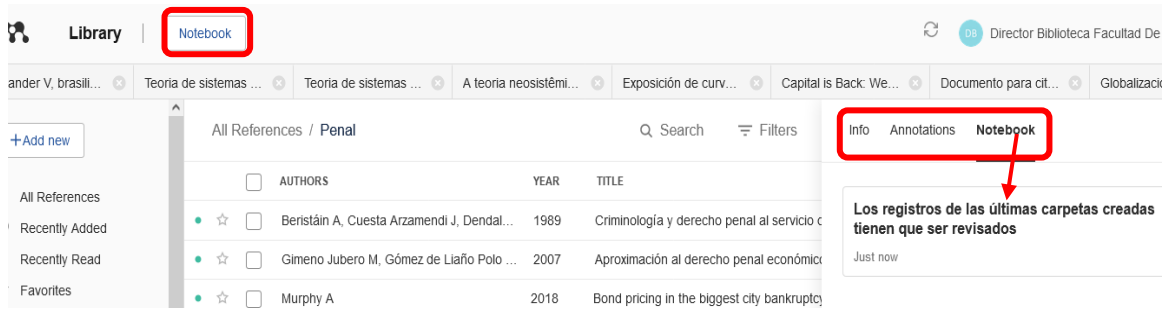 Library
Notebook
DB
Director Biblioteca Facultad De
ander V, brasili...
Teoria de sistemas ...
Teoria de sistemas ...
A teoria neosistêmi...
Exposición de curv...
Capital is Back: We...
Documento para cit...
Globalizació
+Add new
All References / Penal
Search
Filters
Info
Annotations
Notebook
AUTHORS
YEAR
TITLE
All References
Recently Added
Recently Read
Favorites
Beristáin A, Cuesta Arzamendi J, Dendal...
1989
Criminología y derecho penal al servicio d
Gimeno Jubero M, Gómez de Liaño Polo ...
2007
Aproximación al derecho penal económico
Murphy A
2018
Bond pricing in the biggest city bankruptcy
Los registros de las últimas carpetas creadas
tienen que ser revisados
Just now